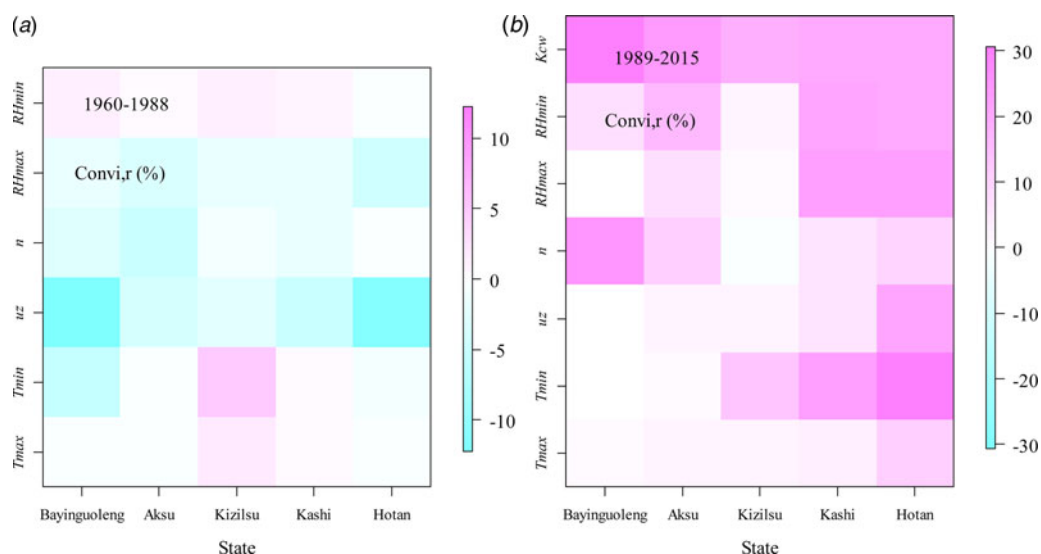 (a)
1960-1988
Convi,r (%)
RHmin
RHmax
n
uz
Tmin
Tmax
Bayinguoleng Aksu Kizilsu Kashi Hotan
State
10
5
0
-5
-10
(b)
1989-2015
Convi,r (%)
Kcw
RHmin
RHmax
n
uz
Tmin
Tmax
Bayinguoleng Aksu Kizilsu Kashi Hotan
State
30
20
10
0
-10
-20
-30